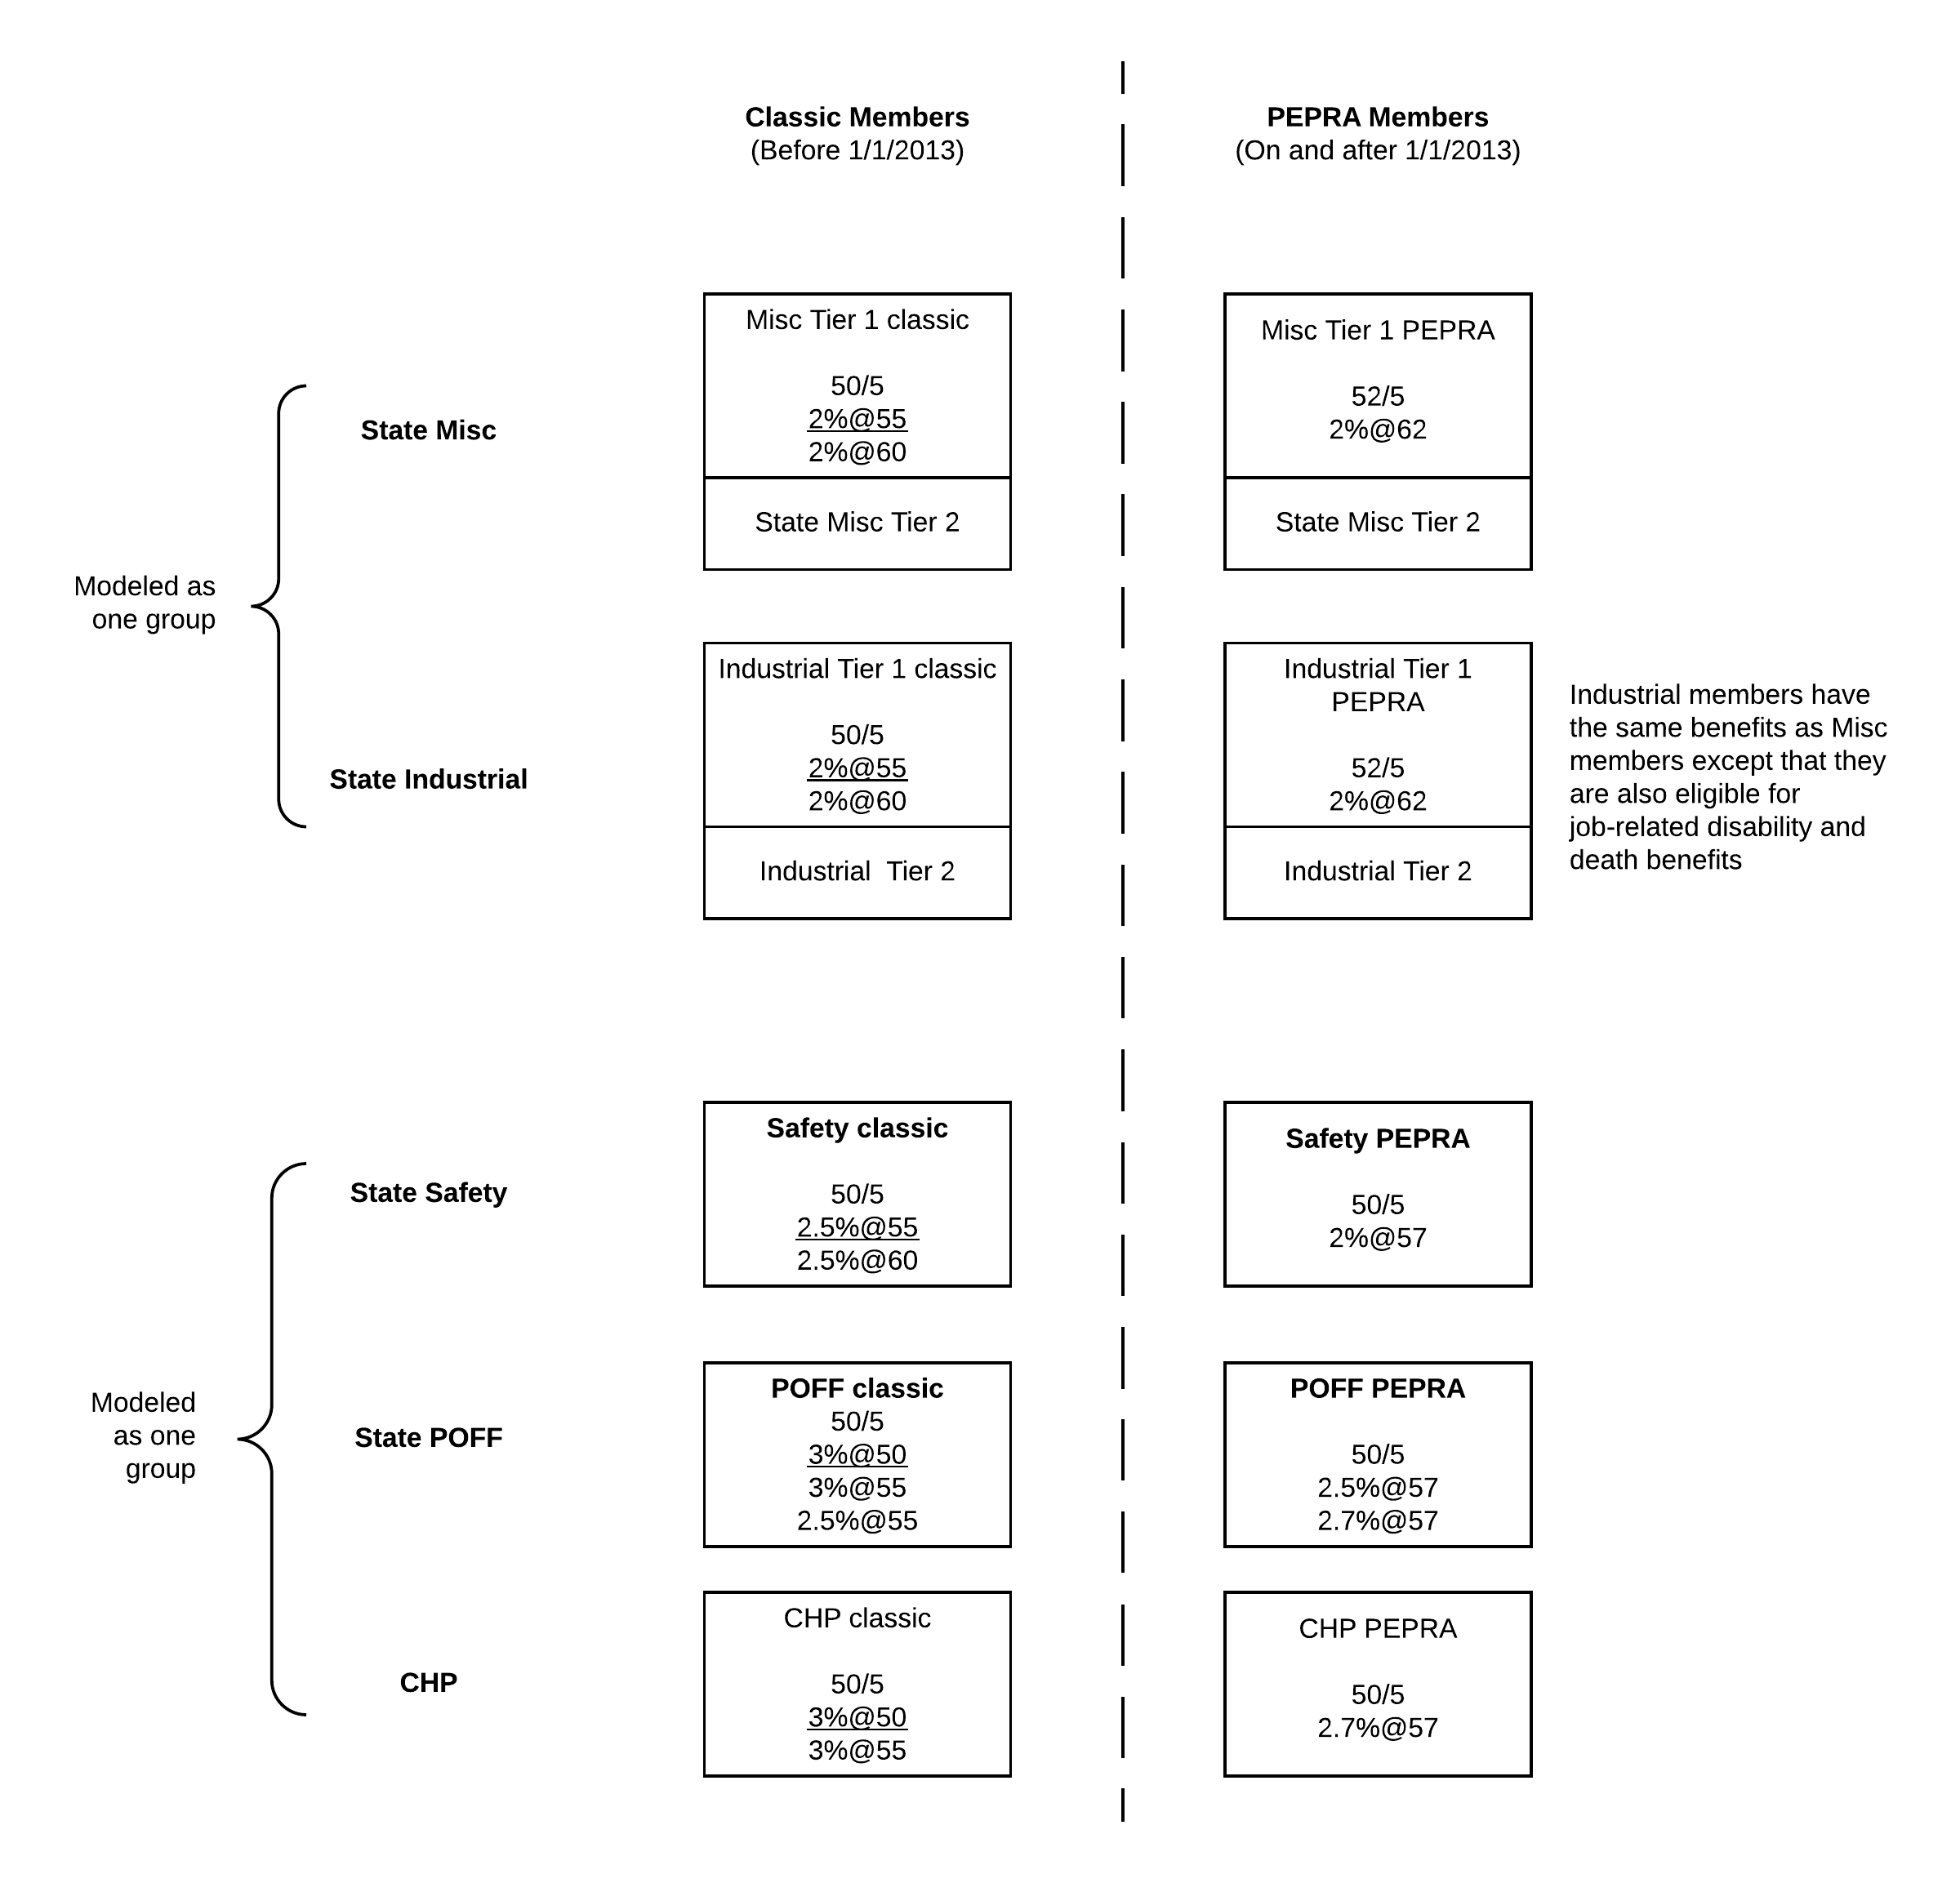 Classic Members
(Before 1/1/2013)
PEPRA Members
(On and after 1/1/2013)
Modeled as
one group
State Misc
Misc Tier 1 classic
50/5
2%@55
2%@60
State Misc Tier 2
Misc Tier 1 PEPRA
52/5
2%@62
State Misc Tier 2
State Industrial
Industrial Tier 1 classic
50/5
2%@55
2%@60
Industrial  Tier 2
Industrial Tier 1
PEPRA
52/5
2%@62
Industrial Tier 2
Industrial members have
the same benefits as Misc
members except that they
are also eligible for
job-related disability and
death benefits
Modeled
as one
group
State Safety
Safety classic
50/5
2.5%@55
2.5%@60
Safety PEPRA
50/5
2%@57
State POFF
POFF classic
50/5
3%@50
3%@55
2.5%@55
POFF PEPRA
50/5
2.5%@57
2.7%@57
CHP
CHP classic
50/5
3%@50
3%@55
CHP PEPRA
50/5
2.7%@57